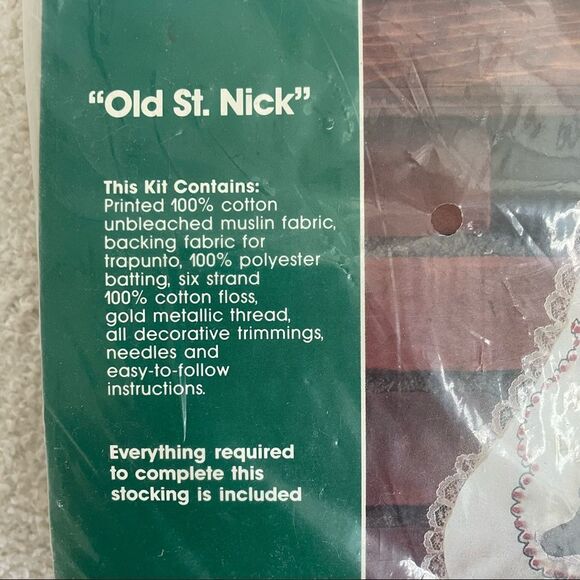 “Old St. Nick”
This Kit Contains:
Printed 100% cotton
unbleached muslin fabric,
backing fabric for
trapunto, 100% polyester
batting, six strand
100% cotton floss,
gold metallic thread,
all decorative trimmings,
needles and
easy-to-follow
instructions.
Everything required
to complete this
stocking is included